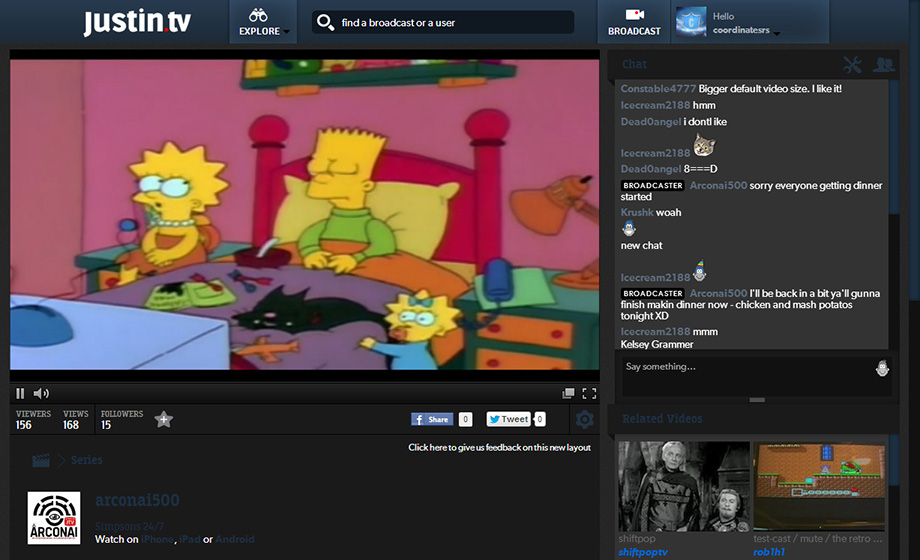 Justin.tv
EXPLORE
find a broadcast or a user
BROADCAST
Hello
coordinatesrs
Chat
Constable4777 Bigger default video size. I like it!
Icecream2188 hmm
Dead0angel i dontl ike
Icecream2188
Dead0angel 8===D
BROADCASTER Arconai500 sorry everyone getting dinner
started
Krushk woah
new chat
Icecream2188
BROADCASTER Arconai500 I'll be back in a bit ya'll gunna
finish makin dinner now - chicken and mash potatos
tonight XD
Icecream2188 mmm
Kelsey Grammer
Say something...
VIEWERS
156
VIEWS
168
FOLLOWERS
15
Share
0
Tweet
0
Click here to give us feedback on this new layout
Series
ARCONAI
TV
arconai500
Simpsons 24/7
Watch on iPhone, iPad or Android
Related Videos
shiftpop
shiftpoptv
test-cast / mute / the retro ...
rob1h1